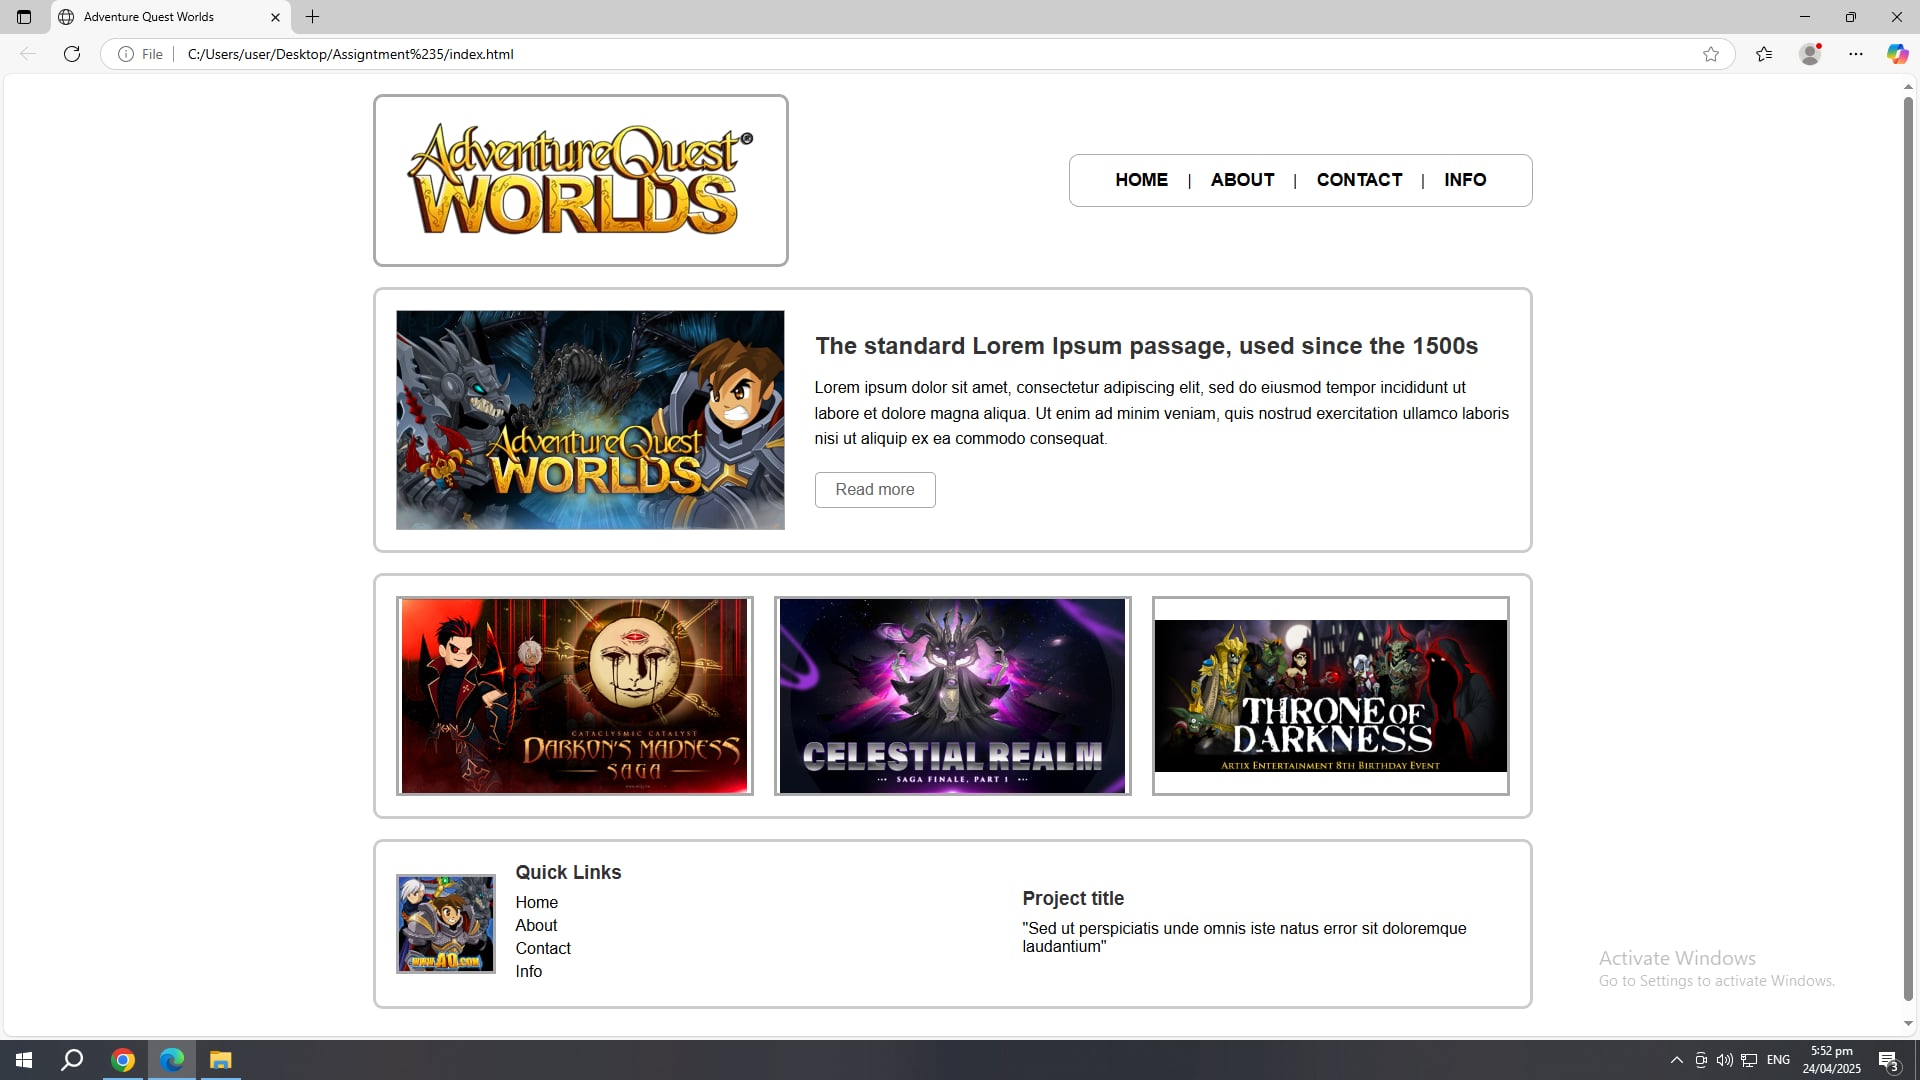 Adventure Quest Worlds
File
C:/Users/user/Desktop/Assigntment%235/index.html
AdventureQuest
WORLDS
HOME | ABOUT | CONTACT | INFO
AdventureQuest
WORLDS
The standard Lorem Ipsum passage, used since the 1500s
Lorem ipsum dolor sit amet, consectetur adipiscing elit, sed do eiusmod tempor incididunt ut
labore et dolore magna aliqua. Ut enim ad minim veniam, quis nostrud exercitation ullamco laboris
nisi ut aliquip ex ea commodo consequat.
Read more
CATACLYSMIC CATALYST
DARKON'S MADNESS
SAGA
CELESTIAL REALM
SAGA FINALE, PART 1
THRONE OF
DARKNESS
ARTIX ENTERTAINMENT 8TH BIRTHDAY EVENT
www.AQ.com
Quick Links
Home
About
Contact
Info
Project title
"Sed ut perspiciatis unde omnis iste natus error sit doloremque
laudantium"
Activate Windows
Go to Settings to activate Windows.
ENG
5:52 pm
24/04/2025
3